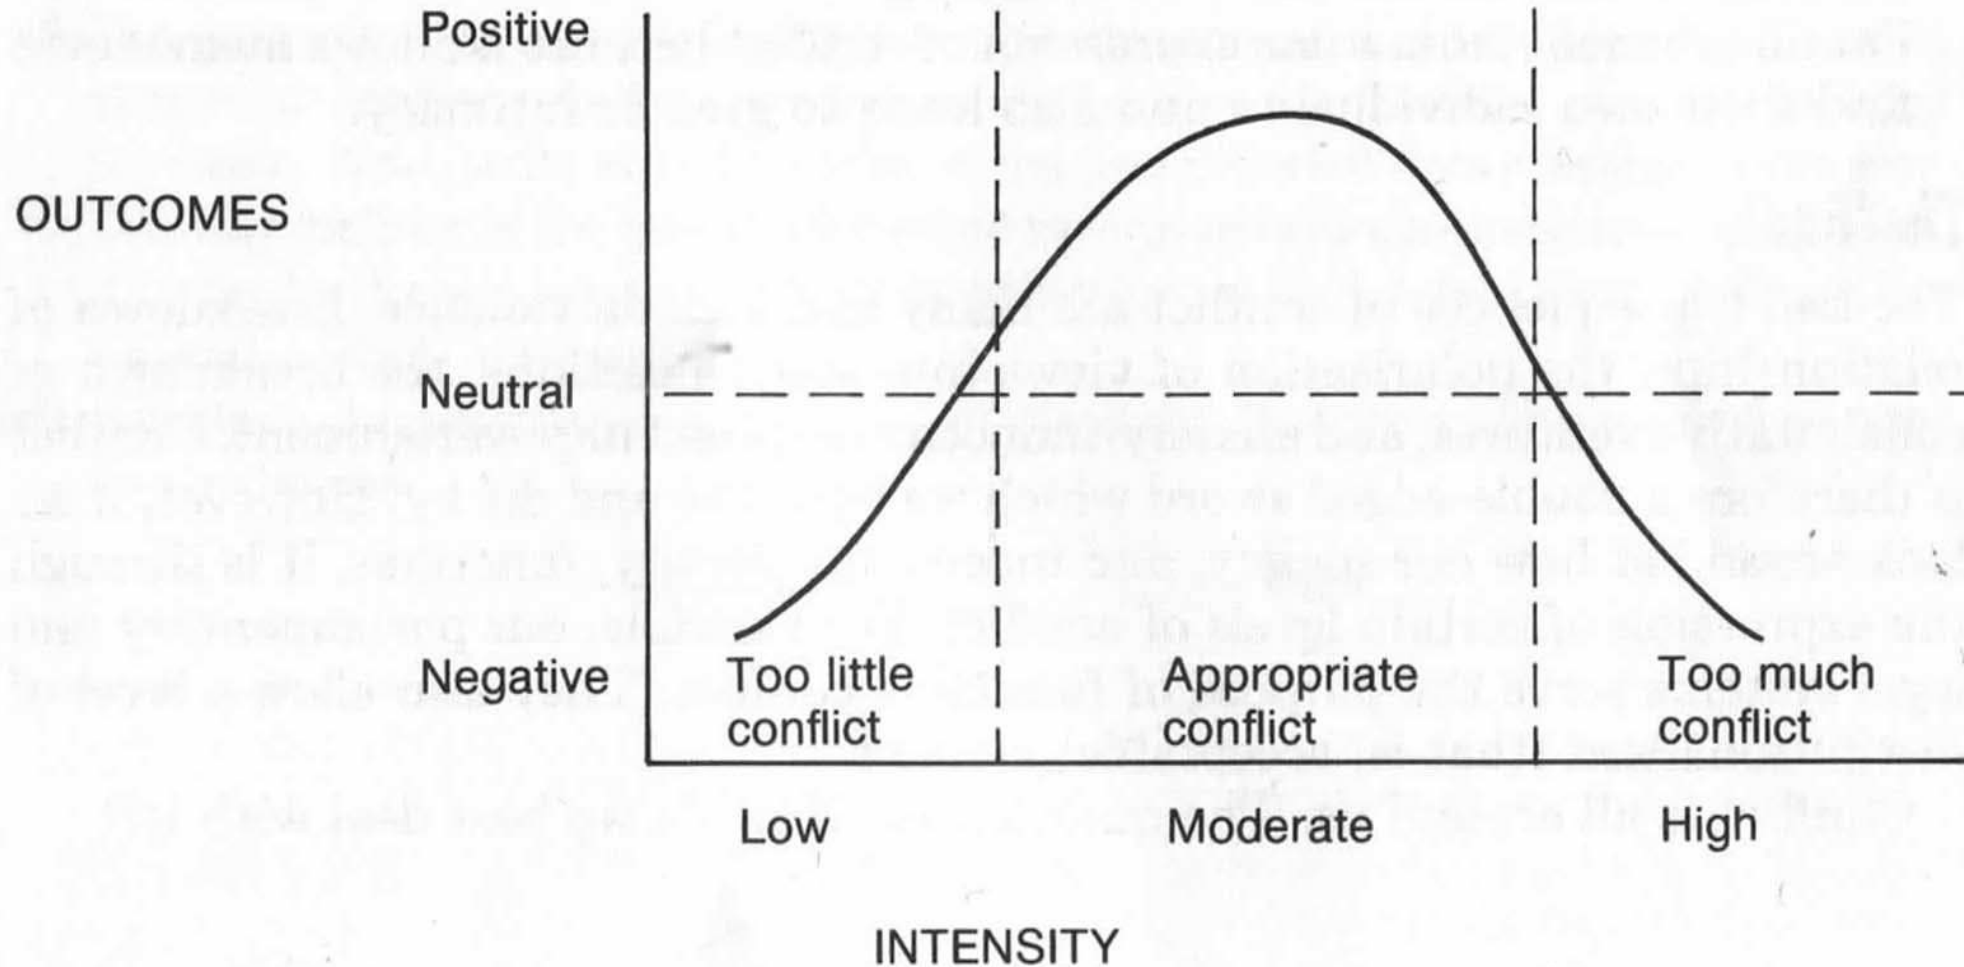 Positive
OUTCOMES
Neutral
Negative
Too little
conflict
Appropriate
conflict
Too much
conflict
Low
Moderate
High
INTENSITY